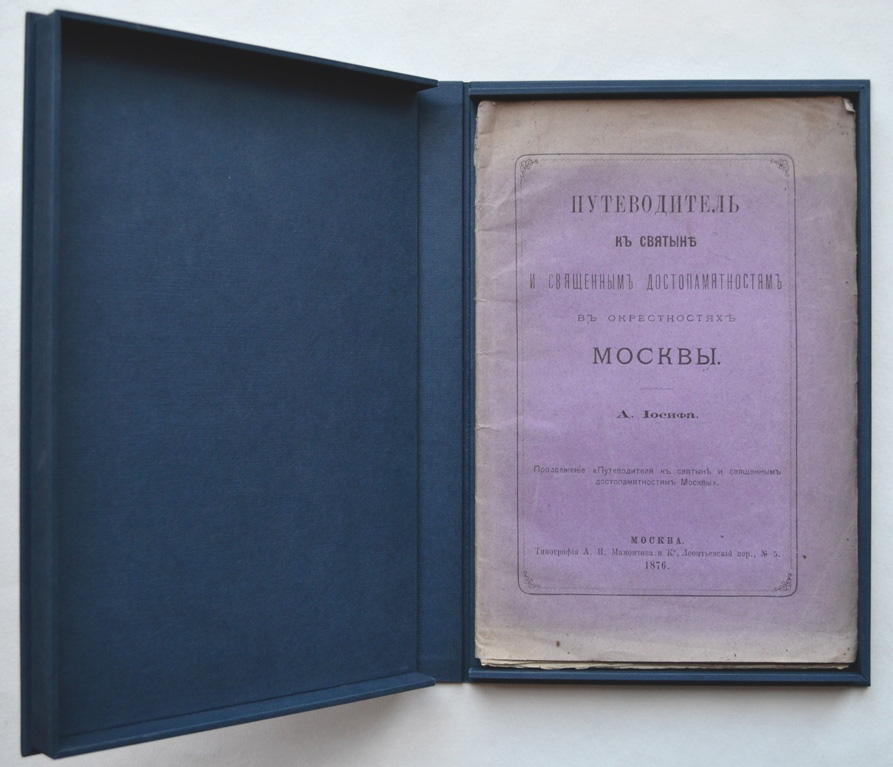 ПУТЕВОДИТЕЛЬ
КЪ СВЯТЫНѢ
И СВЯЩЕННЫМЪ ДОСТОПАМЯТНОСТЯМЪ
ВЪ ОКРЕСТНОСТЯХЪ
МОСКВЫ.
А. Іосифа.
Продолженіе «Путеводителя къ святынѣ и священнымъ
достопамятностямъ Москвы».
МОСКВА.
Типографія А. И. Мамонтова и Кº, Леонтьевскій пер., № 5.
1876.